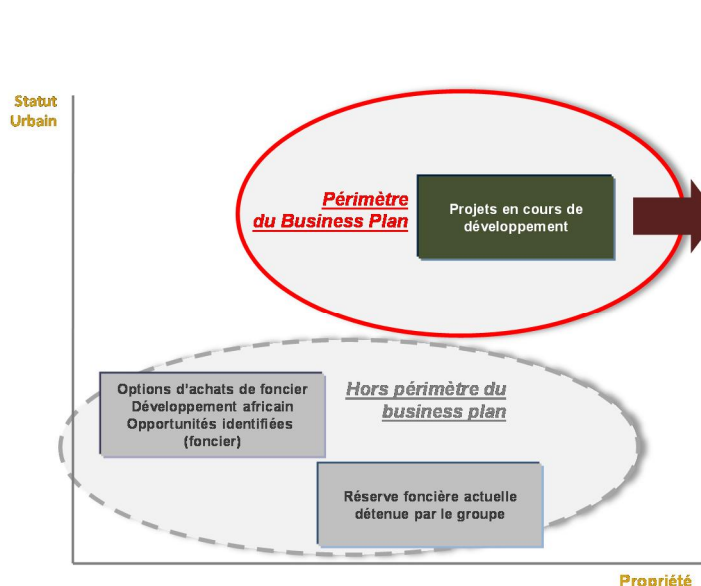 Statut
Urbain
Périmètre
du Business Plan
Projets en cours de
développement
Options d'achats de foncier
Développement africain
Opportunités identifiées
(foncier)
Hors périmètre du
business plan
Réserve foncière actuelle
détenue par le groupe
Propriété